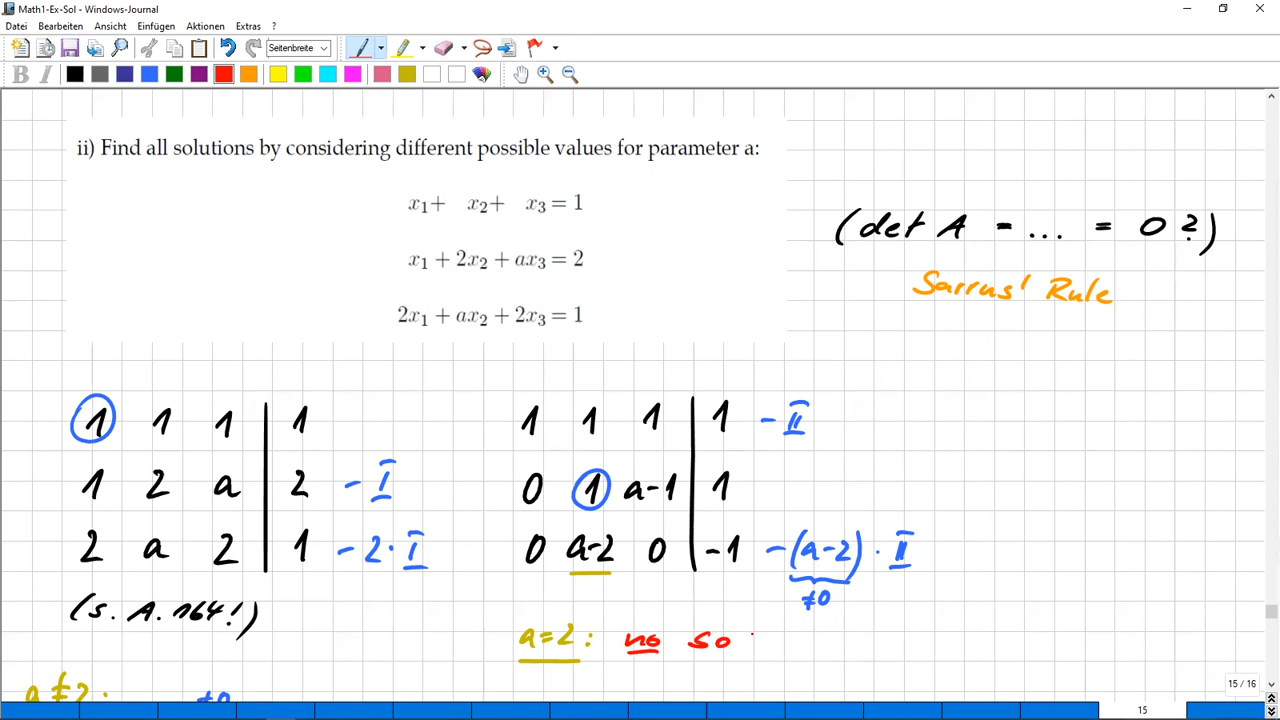 Math1-Ex-Sol - Windows-Journal
Datei Bearbeiten Ansicht Einfügen Aktionen Extras ?
Seitenbreite
B I
ii) Find all solutions by considering different possible values for parameter a:
x₁+ x₂+ x₃ = 1
(det A = ... = 0 ?)
x₁ + 2x₂ + ax₃ = 2
Sarrus' Rule
2x₁ + ax₂ + 2x₃ = 1
1 1 1 | 1
1 2 a | 2 - I
2 a 2 | 1 - 2 · I
(s. A. 164!)
1 1 1 | 1 - II
0 1 a-1 | 1
0 a-2 0 | -1 -(a-2) · II
≠0
a=2: no so
a≠2:
≠0
15 / 16
15